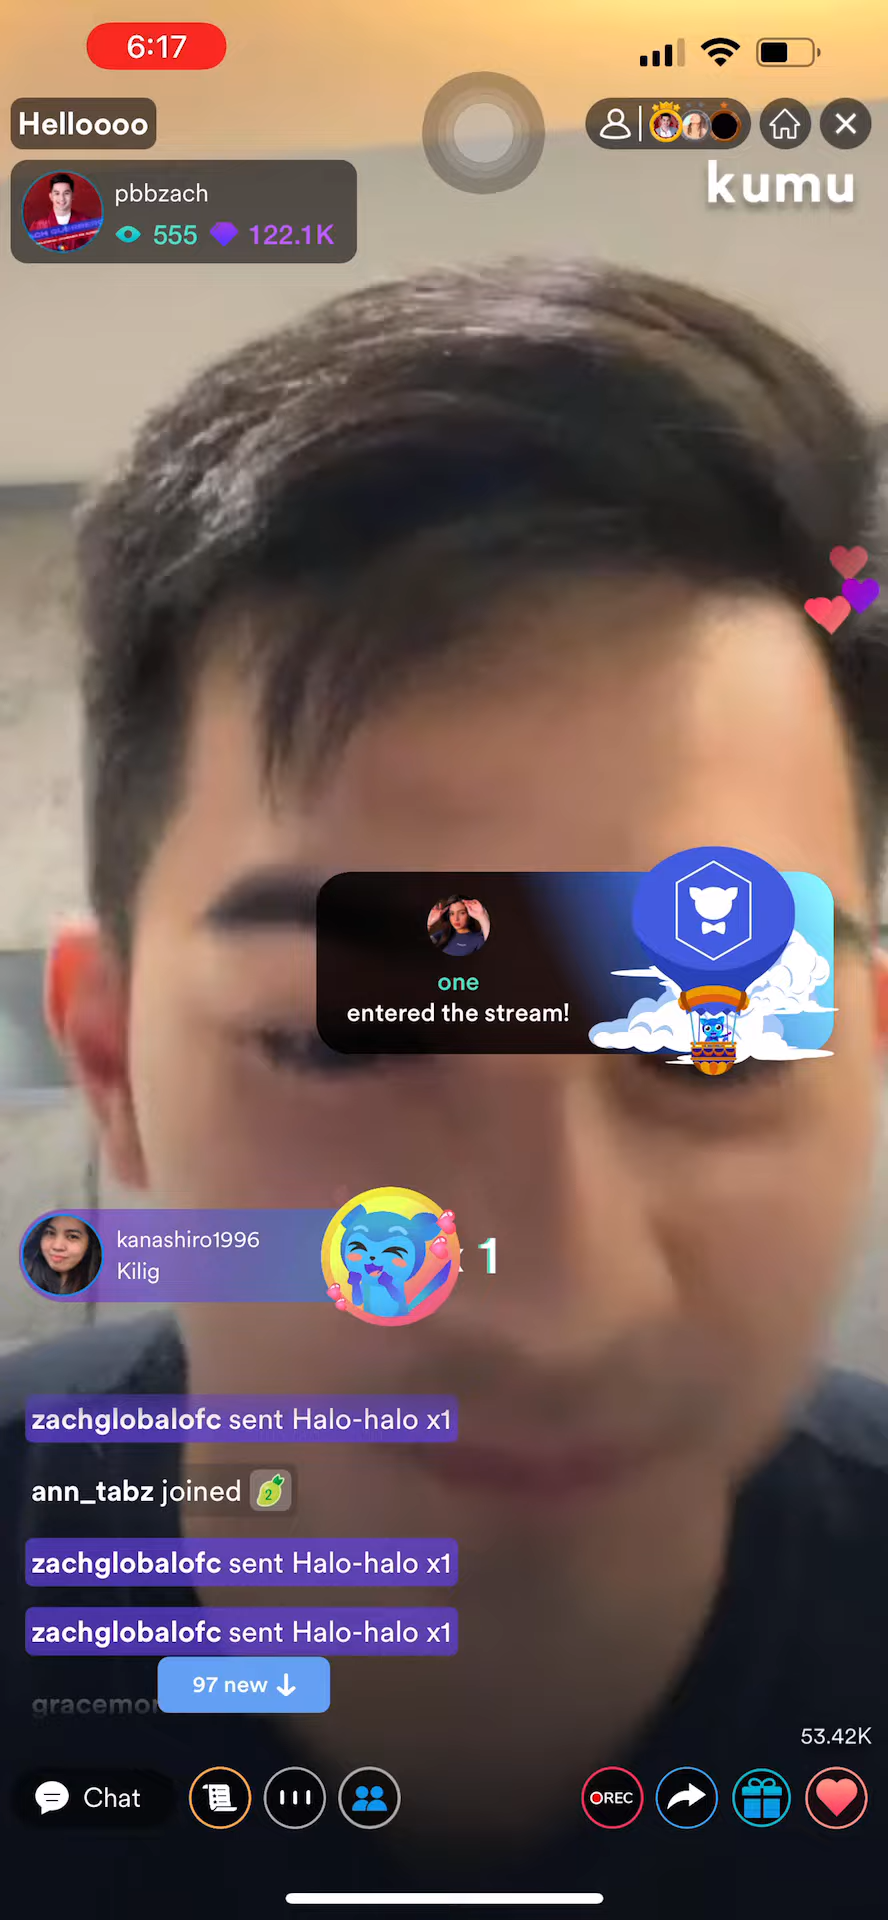 6:17
Helloooo
kumu
pbbzach
555 122.1K
one
entered the stream!
kanashiro1996
Kilig
1
zachglobalofc sent Halo-halo x1
ann_tabz joined 2
zachglobalofc sent Halo-halo x1
zachglobalofc sent Halo-halo x1
97 new ↓
53.42K
Chat
REC